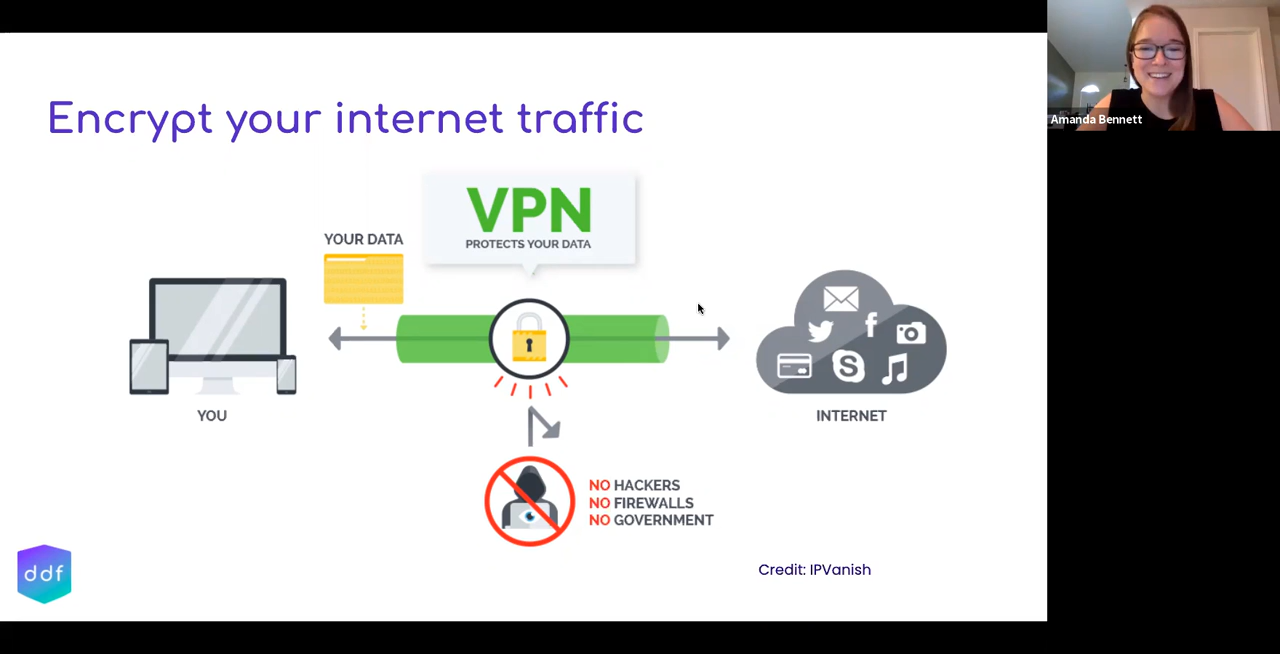 Encrypt your internet traffic
VPN
PROTECTS YOUR DATA
YOUR DATA
YOU
INTERNET
NO HACKERS
NO FIREWALLS
NO GOVERNMENT
Credit: IPVanish
ddf
Amanda Bennett